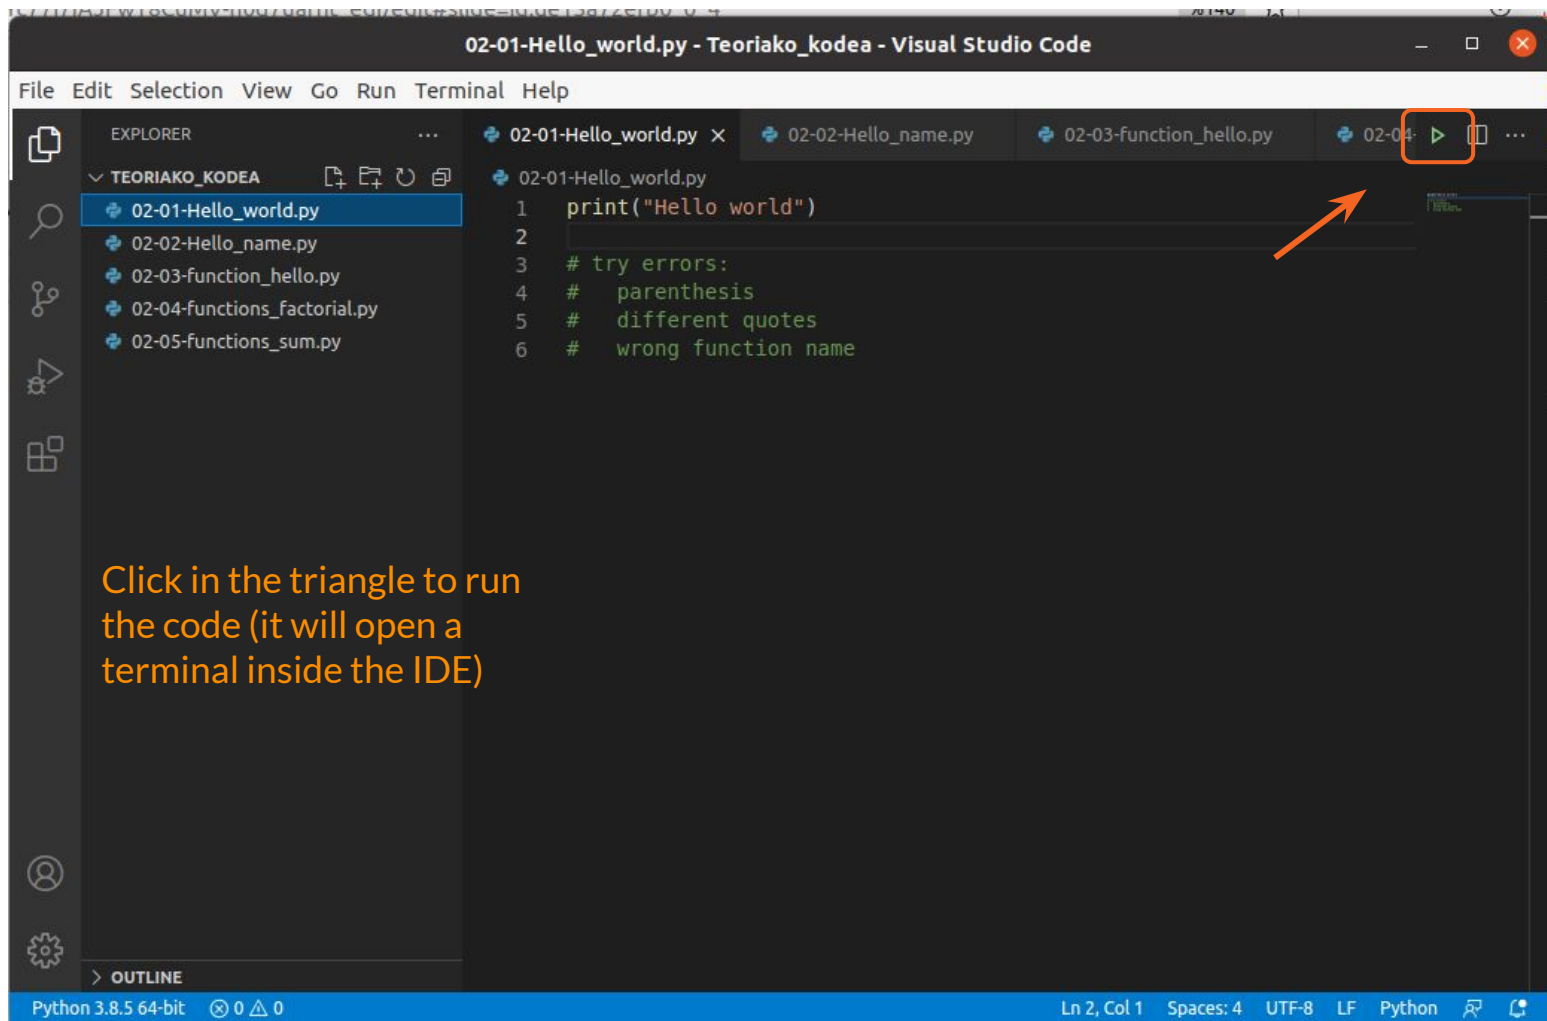 02-01-Hello_world.py - Teoriako_kodea - Visual Studio Code
File Edit Selection View Go Run Terminal Help
EXPLORER
02-01-Hello_world.py
02-02-Hello_name.py
02-03-function_hello.py
02-04-
TEORIAKO_KODEA
02-01-Hello_world.py
02-02-Hello_name.py
02-03-function_hello.py
02-04-functions_factorial.py
02-05-functions_sum.py
02-01-Hello_world.py
1 print("Hello world")
2
3 # try errors:
4 #   parenthesis
5 #   different quotes
6 #   wrong function name
Click in the triangle to run
the code (it will open a
terminal inside the IDE)
OUTLINE
Python 3.8.5 64-bit 0 0 Ln 2, Col 1 Spaces: 4 UTF-8 LF Python